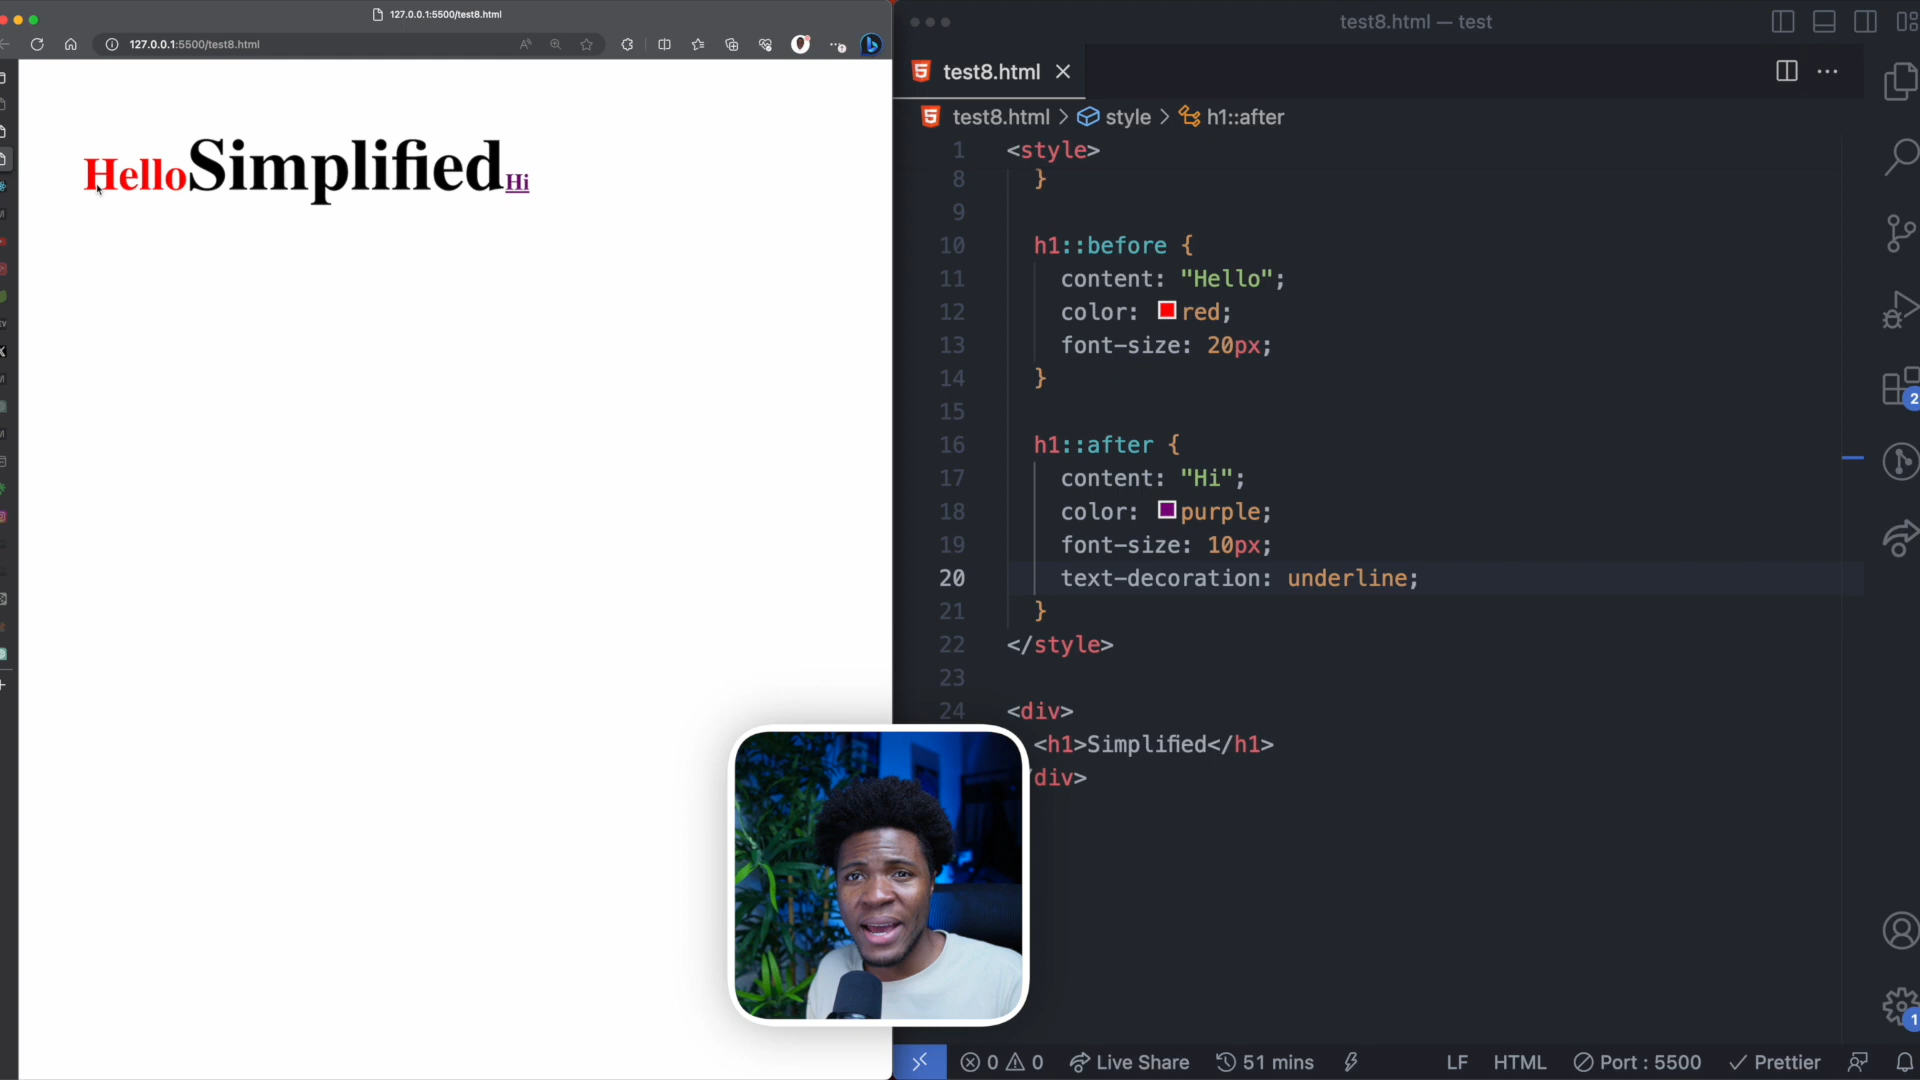 127.0.0.1:5500/test8.html
127.0.0.1:5500/test8.html
HelloSimplifiedHi
test8.html — test
test8.html
test8.html > style > h1::after
1 <style>
8 }
9
10 h1::before {
11 content: "Hello";
12 color: red;
13 font-size: 20px;
14 }
15
16 h1::after {
17 content: "Hi";
18 color: purple;
19 font-size: 10px;
20 text-decoration: underline;
21 }
22 </style>
23
24 <div>
<h1>Simplified</h1>
div>
2
1
0 0 Live Share 51 mins LF HTML Port : 5500 Prettier